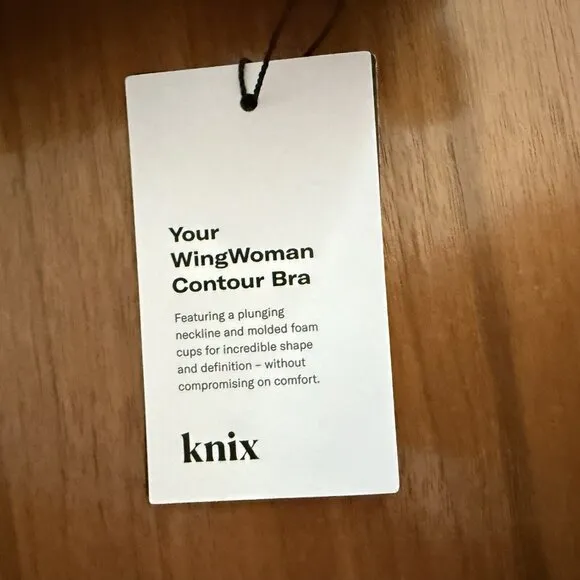 Your
WingWoman
Contour Bra
Featuring a plunging
neckline and molded foam
cups for incredible shape
and definition – without
compromising on comfort.
knix